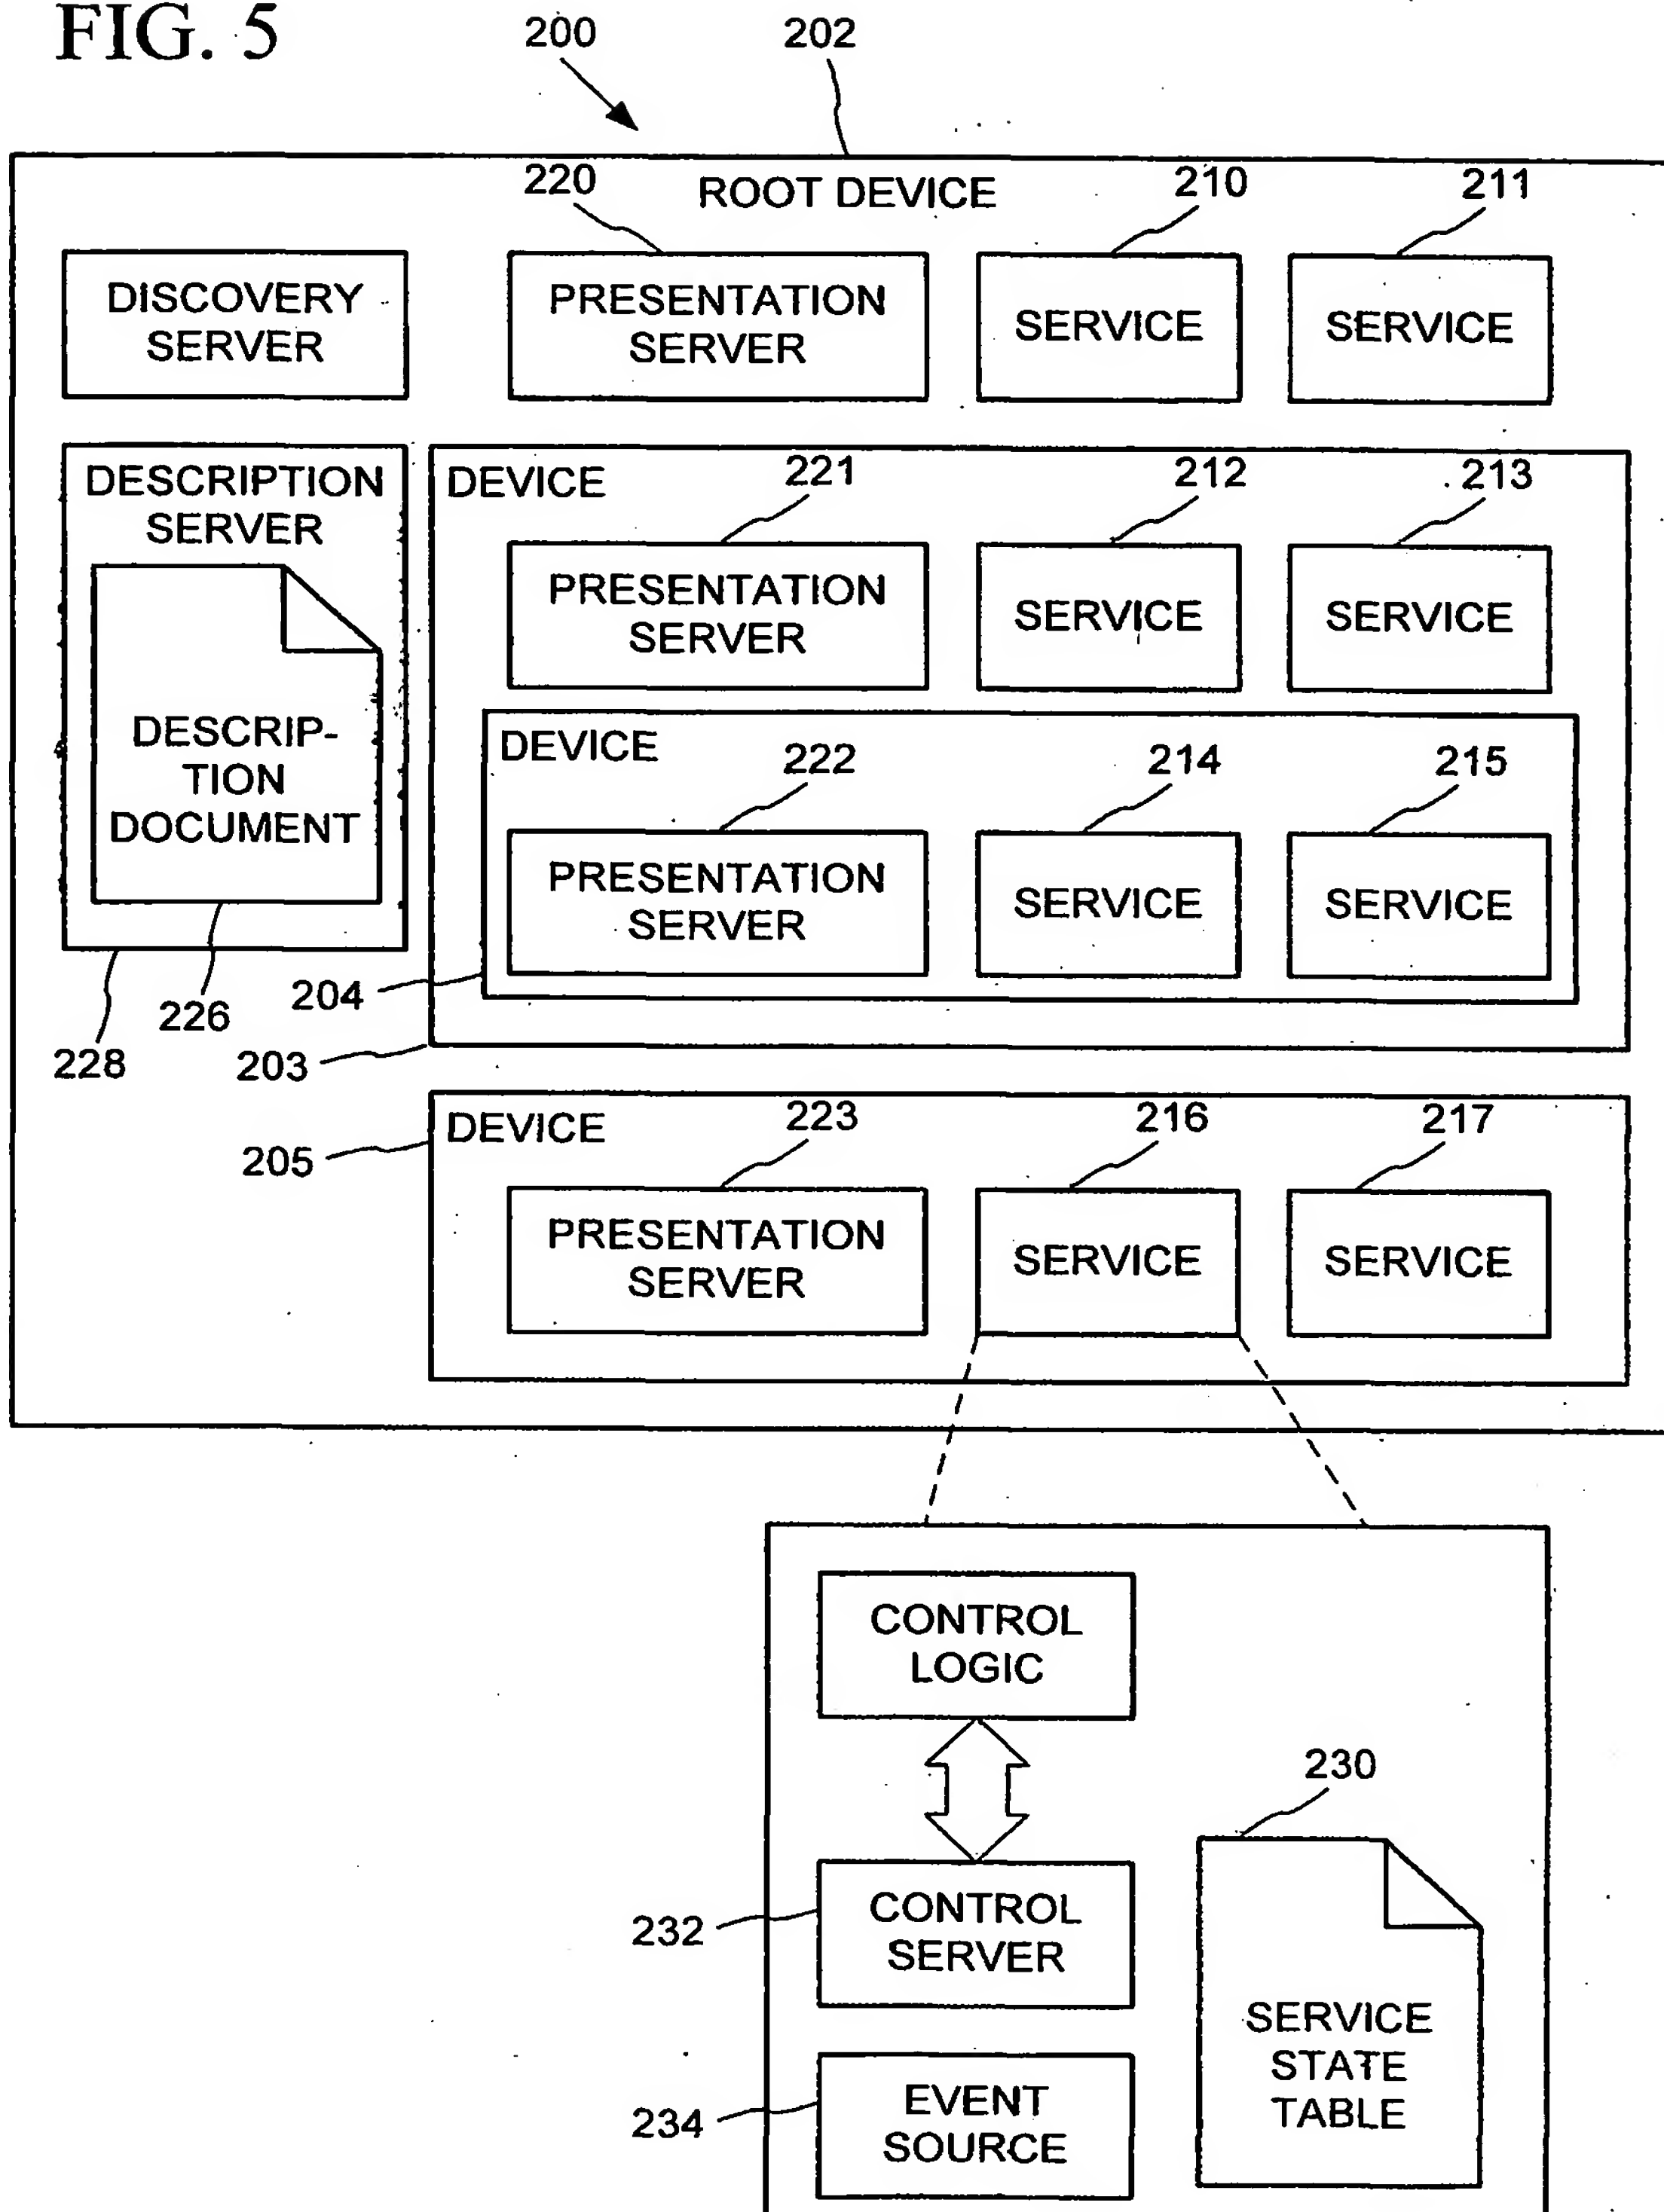 FIG. 5
200
202
220
ROOT DEVICE
210
211
DISCOVERY
SERVER
PRESENTATION
SERVER
SERVICE
SERVICE
DESCRIPTION
SERVER
DEVICE
221
212
213
PRESENTATION
SERVER
SERVICE
SERVICE
DESCRIP-
TION
DOCUMENT
DEVICE
222
214
215
PRESENTATION
SERVER
SERVICE
SERVICE
204
226
228
203
DEVICE
223
216
217
205
PRESENTATION
SERVER
SERVICE
SERVICE
CONTROL
LOGIC
230
232
CONTROL
SERVER
SERVICE
STATE
TABLE
234
EVENT
SOURCE